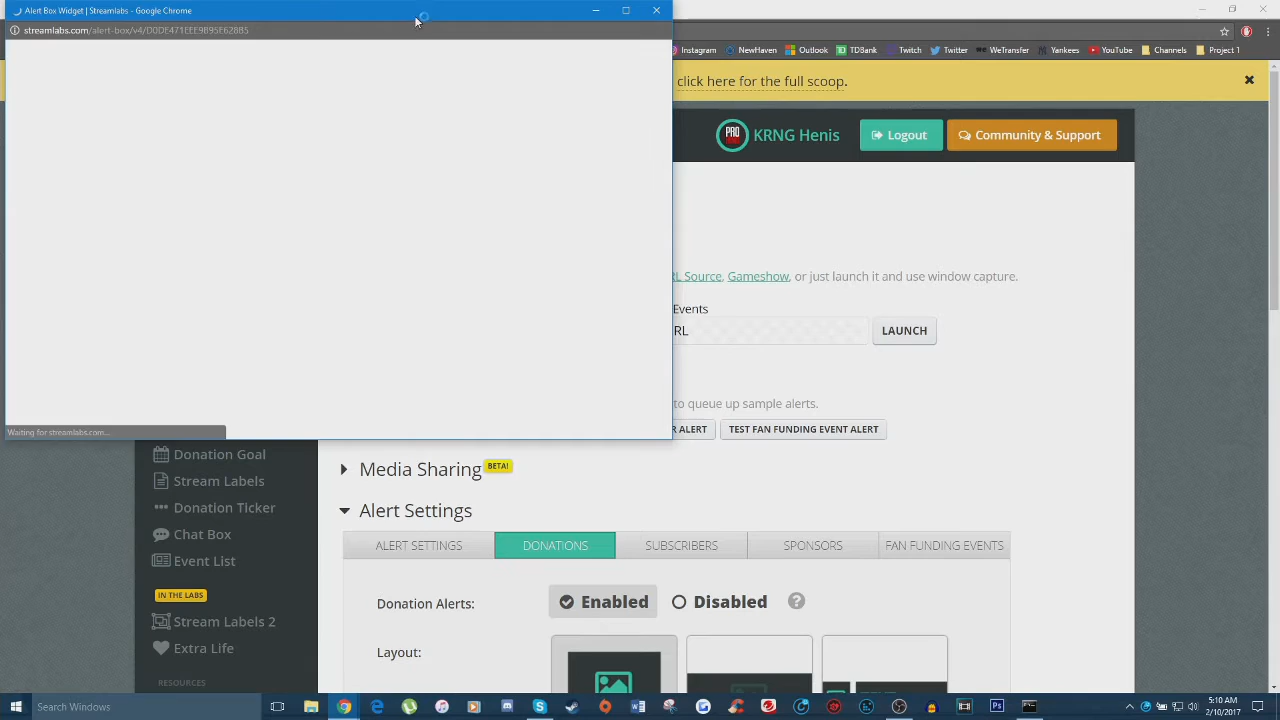 Alert Box Widget | Streamlabs - Google Chrome
streamlabs.com/alert-box/v4/D0DE471EEE9B95E62885
Instagram NewHaven Outlook TDBank Twitch Twitter WeTransfer Yankees YouTube Channels Project 1
click here for the full scoop.
PRO KRNG Henis Logout Community & Support
RL Source, Gameshow, or just launch it and use window capture.
Events
RL LAUNCH
to queue up sample alerts.
Waiting for streamlabs.com...
R ALERT TEST FAN FUNDING EVENT ALERT
Donation Goal
Media Sharing BETA!
Stream Labels
Donation Ticker
Alert Settings
Chat Box
ALERT SETTINGS DONATIONS SUBSCRIBERS SPONSORS FAN FUNDING EVENTS
Event List
IN THE LABS
Donation Alerts: Enabled Disabled ?
Stream Labels 2
Extra Life
Layout:
RESOURCES
Search Windows
5:10 AM
2/10/2017